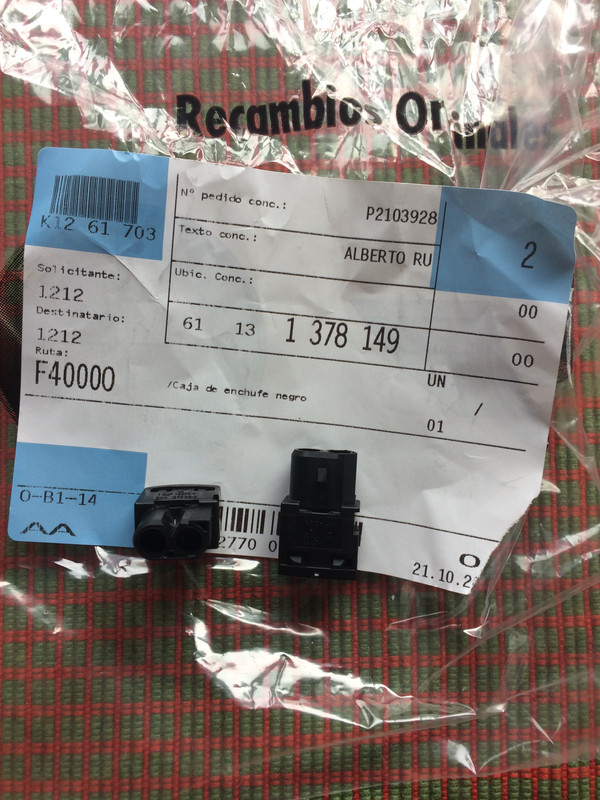 Recambios Originales
K12 61 703
Nº pedido conc.:
P2103928
Texto conc.:
ALBERTO RU
2
Ubic. Conc.:
Solicitante:
1212
Destinatario:
1212
Ruta:
F40000
61 13 1 378 149
00
00
/Caja de enchufe negro
UN
/
01
O-B1-14
AA
2770 0
O
21.10.2